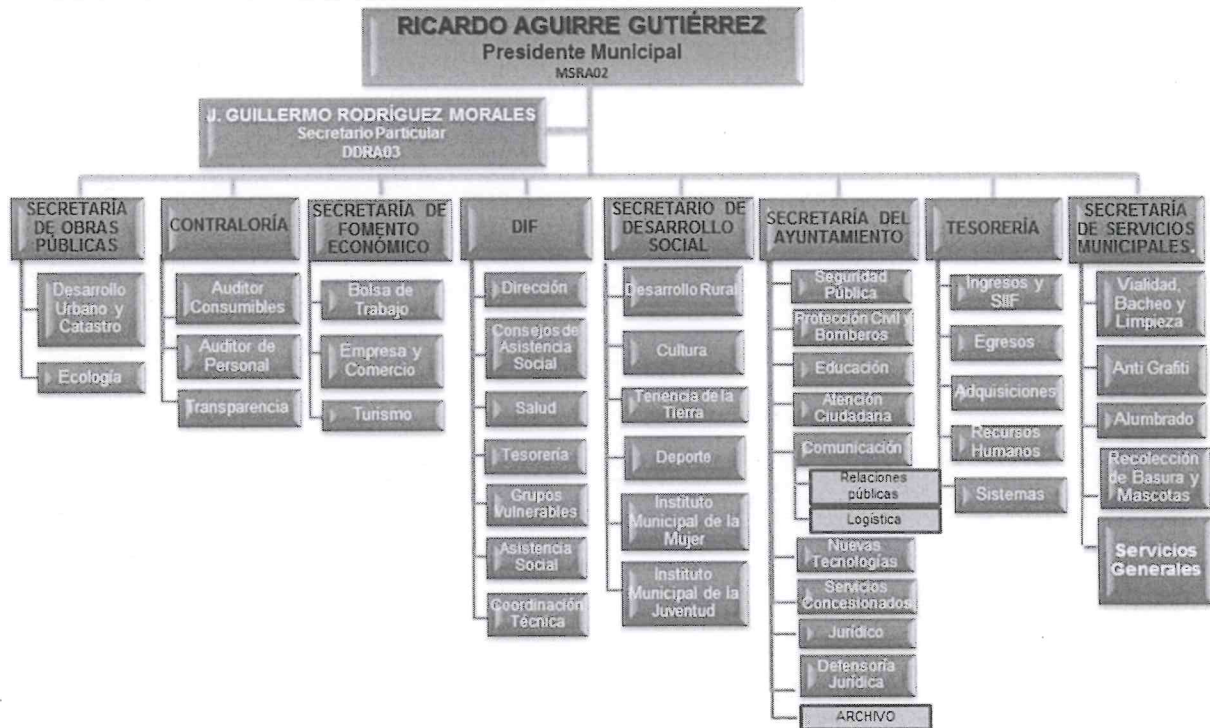 RICARDO AGUIRRE GUTIÉRREZ
Presidente Municipal
MSRA02
J. GUILLERMO RODRÍGUEZ MORALES
Secretario Particular
DDRA03
SECRETARÍA
DE OBRAS
PÚBLICAS
Desarrollo
Urbano y
Catastro
Ecología
CONTRALORÍA
Auditor
Consumibles
Auditor de
Personal
Transparencia
SECRETARÍA DE
FOMENTO
ECONÓMICO
Bolsa de
Trabajo
Empresa y
Comercio
Turismo
DIF
Dirección
Consejos de
Asistencia
Social
Salud
Tesorería
Grupos
Vulnerables
Asistencia
Social
Coordinación
Técnica
SECRETARIO DE
DESARROLLO
SOCIAL
Desarrollo Rural
Cultura
Tenencia de la
Tierra
Deporte
Instituto
Municipal de la
Mujer
Instituto
Municipal de la
Juventud
SECRETARÍA DEL
AYUNTAMIENTO
Seguridad
Pública
Protección Civil y
Bomberos
Educación
Atención
Ciudadana
Comunicación
Relaciones
públicas
Logística
Nuevas
Tecnologías
Servicios
Concesionados
Jurídico
Defensoría
Jurídica
ARCHIVO
TESORERÍA
Ingresos y
SIIF
Egresos
Adquisiciones
Recursos
Humanos
Sistemas
SECRETARÍA
DE SERVICIOS
MUNICIPALES.
Vialidad,
Bacheo y
Limpieza
Anti Grafiti
Alumbrado
Recolección
de Basura y
Mascotas
Servicios
Generales